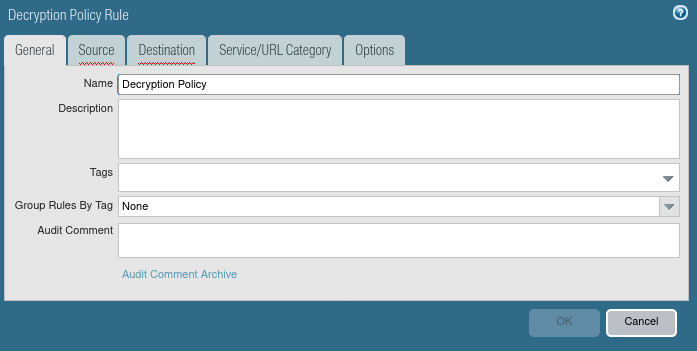 Decryption Policy Rule
?
General Source Destination Service/URL Category Options
Name Decryption Policy
Description
Tags
Group Rules By Tag None
Audit Comment
Audit Comment Archive
OK Cancel